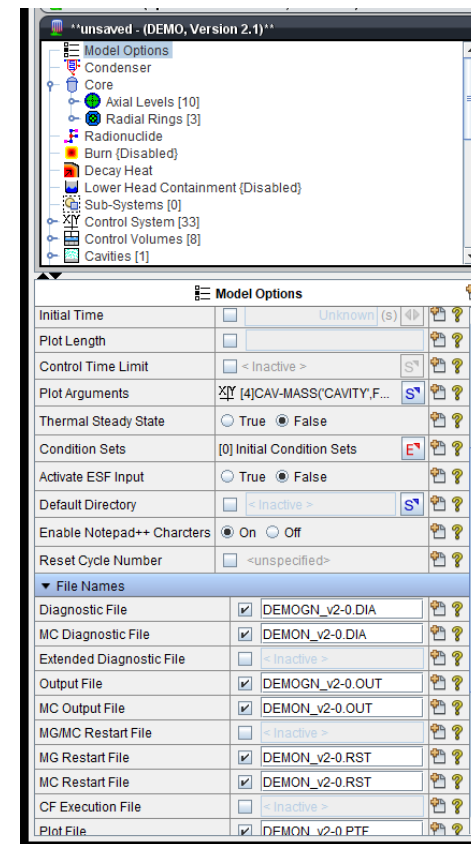 **unsaved - (DEMO, Version 2.1)**
Model Options
Condenser
Core
Axial Levels [10]
Radial Rings [3]
Radionuclide
Burn {Disabled}
Decay Heat
Lower Head Containment {Disabled}
Sub-Systems [0]
Control System [33]
Control Volumes [8]
Cavities [1]
Model Options
Initial Time Unknown (s)
Plot Length
Control Time Limit < Inactive > S
Plot Arguments X|Y [4]CAV-MASS('CAVITY',F... S
Thermal Steady State True False
Condition Sets [0] Initial Condition Sets E
Activate ESF Input True False
Default Directory < Inactive > S
Enable Notepad++ Charcters On Off
Reset Cycle Number <unspecified>
File Names
Diagnostic File DEMOGN_v2-0.DIA
MC Diagnostic File DEMON_v2-0.DIA
Extended Diagnostic File < Inactive >
Output File DEMOGN_v2-0.OUT
MC Output File DEMON_v2-0.OUT
MG/MC Restart File < Inactive >
MG Restart File DEMON_v2-0.RST
MC Restart File DEMON_v2-0.RST
CF Execution File < Inactive >
Plot File DEMON_v2-0.PTF